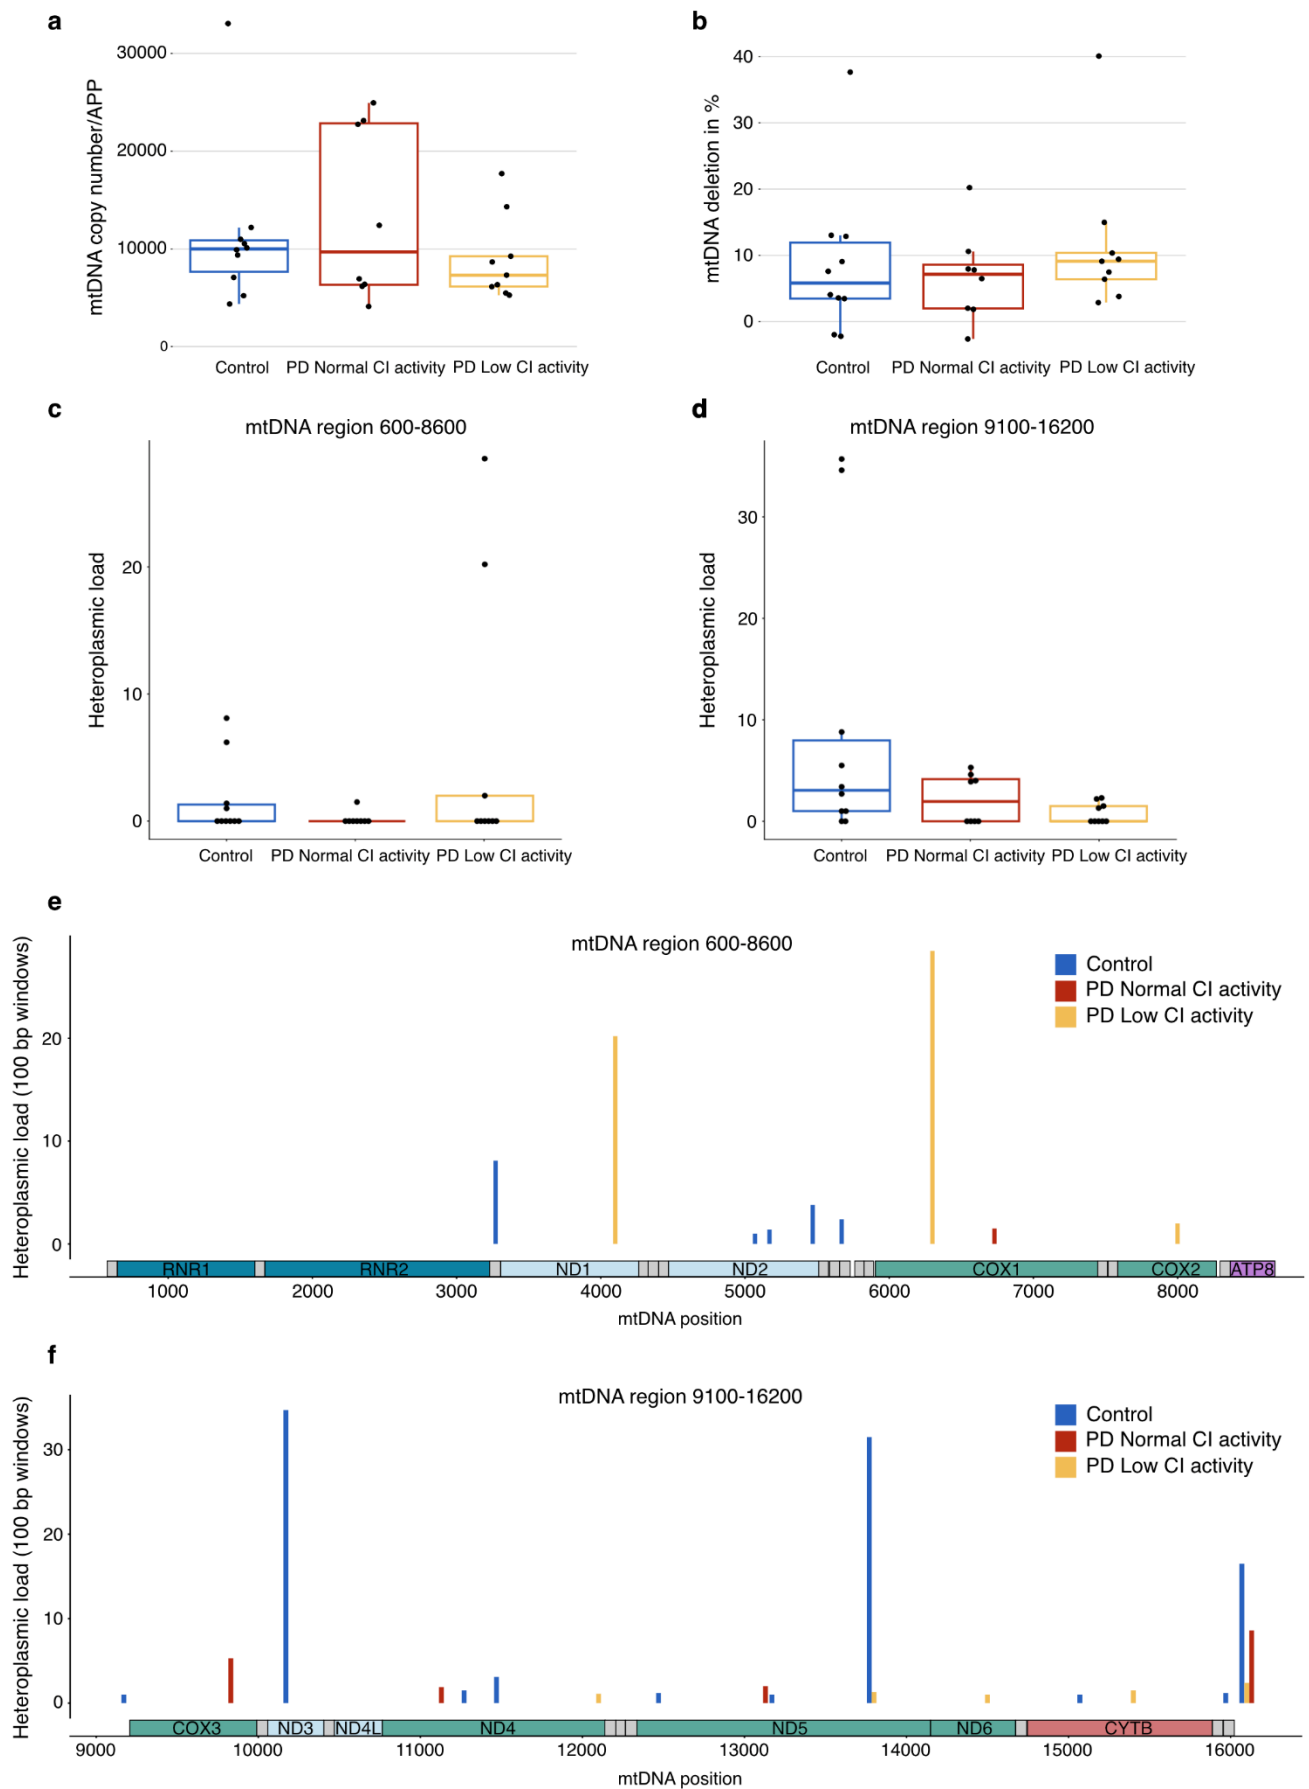 a
mtDNA copy number/APP
30000
20000
10000
0
Control
PD Normal CI activity
PD Low CI activity
b
mtDNA deletion in %
40
30
20
10
0
Control
PD Normal CI activity
PD Low CI activity
c
mtDNA region 600-8600
Heteroplasmic load
20
10
0
Control
PD Normal CI activity
PD Low CI activity
d
mtDNA region 9100-16200
Heteroplasmic load
30
20
10
0
Control
PD Normal CI activity
PD Low CI activity
e
mtDNA region 600-8600
Heteroplasmic load (100 bp windows)
20
10
0
Control
PD Normal CI activity
PD Low CI activity
RNR1
RNR2
ND1
ND2
COX1
COX2
ATP8
1000
2000
3000
4000
5000
6000
7000
8000
mtDNA position
f
mtDNA region 9100-16200
Heteroplasmic load (100 bp windows)
30
20
10
0
Control
PD Normal CI activity
PD Low CI activity
COX3
ND3
ND4L
ND4
ND5
ND6
CYTB
9000
10000
11000
12000
13000
14000
15000
16000
mtDNA position